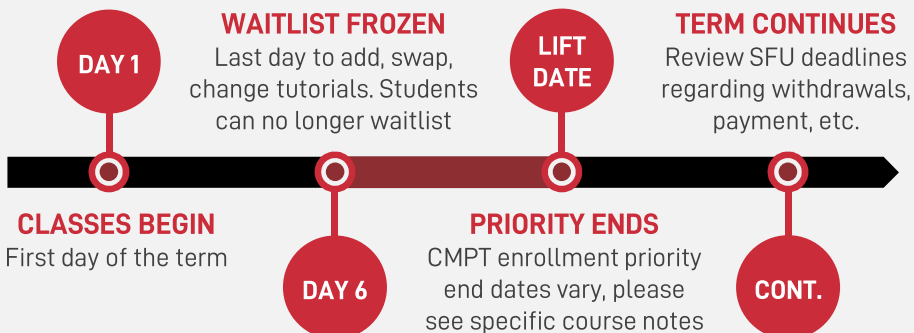 DAY 1
CLASSES BEGIN
First day of the term
WAITLIST FROZEN
Last day to add, swap,
change tutorials. Students
can no longer waitlist
DAY 6
LIFT
DATE
PRIORITY ENDS
CMPT enrollment priority
end dates vary, please
see specific course notes
TERM CONTINUES
Review SFU deadlines
regarding withdrawals,
payment, etc.
CONT.